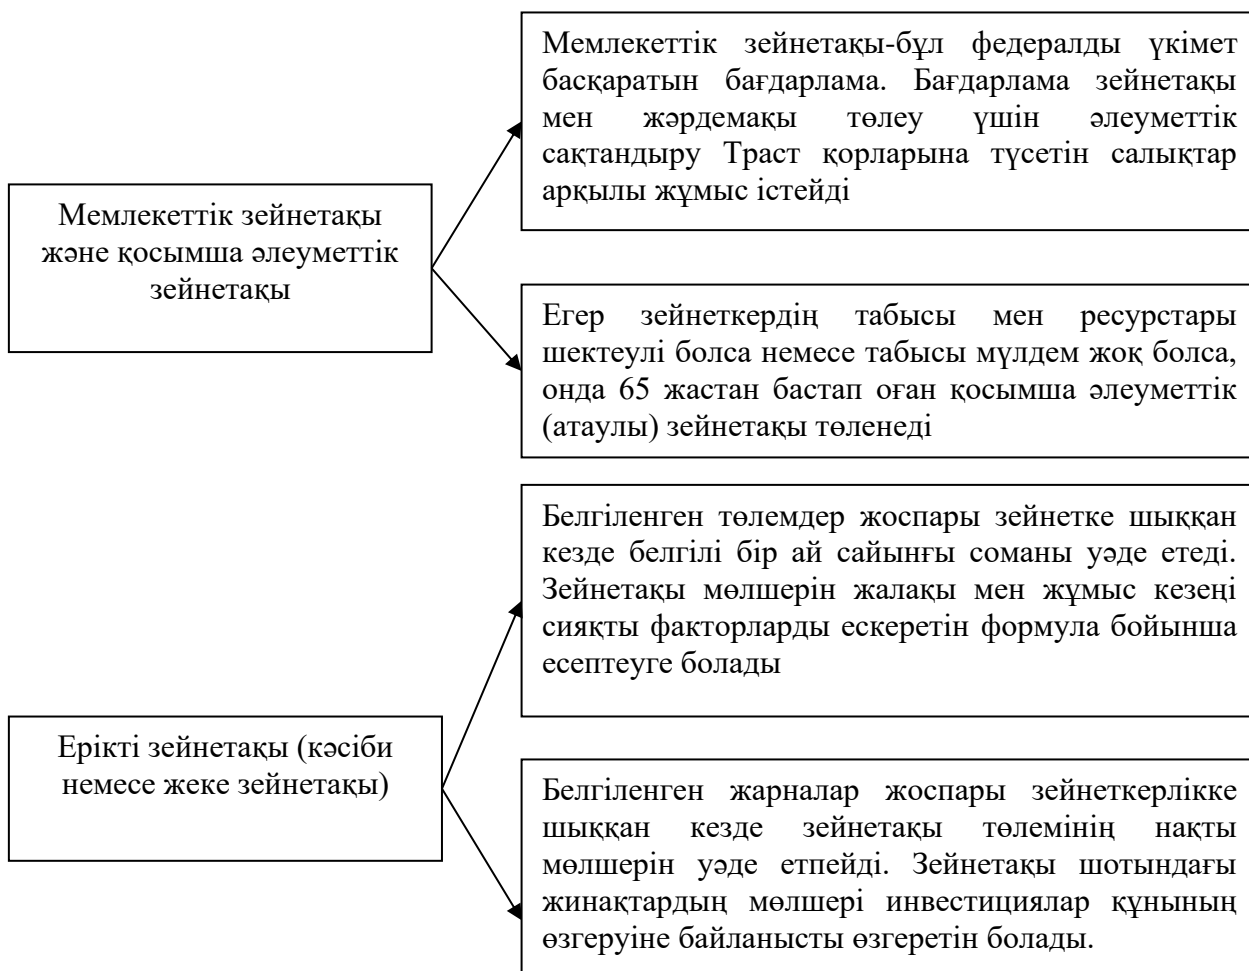 Мемлекеттік зейнетақы-бұл федералды үкімет
басқаратын бағдарлама. Бағдарлама зейнетақы
мен жәрдемақы төлеу үшін әлеуметтік
сақтандыру Траст қорларына түсетін салықтар
арқылы жұмыс істейді
Мемлекеттік зейнетақы
және қосымша әлеуметтік
зейнетақы
Егер зейнеткердің табысы мен ресурстары
шектеулі болса немесе табысы мүлдем жоқ болса,
онда 65 жастан бастап оған қосымша әлеуметтік
(атаулы) зейнетақы төленеді
Белгіленген төлемдер жоспары зейнетке шыққан
кезде белгілі бір ай сайынғы соманы уәде етеді.
Зейнетақы мөлшерін жалақы мен жұмыс кезеңі
сияқты факторларды ескеретін формула бойынша
есептеуге болады
Ерікті зейнетақы (кәсіби
немесе жеке зейнетақы)
Белгіленген жарналар жоспары зейнеткерлікке
шыққан кезде зейнетақы төлемінің нақты
мөлшерін уәде етпейді. Зейнетақы шотындағы
жинақтардың мөлшері инвестициялар құнының
өзгеруіне байланысты өзгеретін болады.